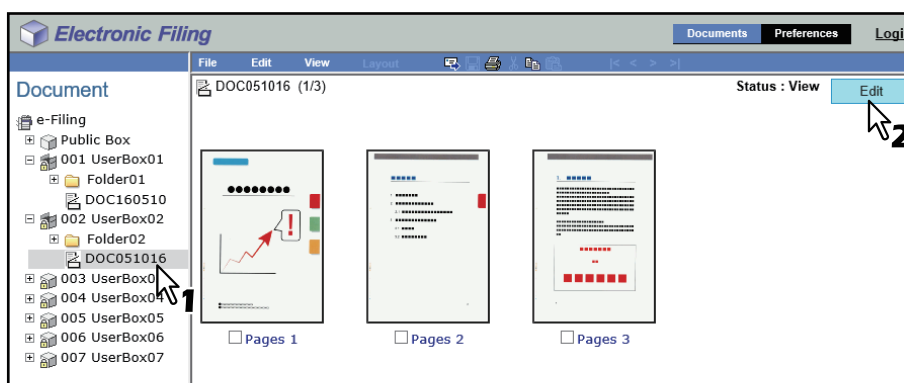 Electronic Filing
Documents Preferences Logi
File Edit View Layout
Document
DOC051016 (1/3)
Status : View
Edit
2
e-Filing
Public Box
001 UserBox01
Folder01
DOC160510
002 UserBox02
Folder02
DOC051016
003 UserBox0
1
004 UserBox04
005 UserBox05
006 UserBox06
007 UserBox07
!
Pages 1
Pages 2
Pages 3